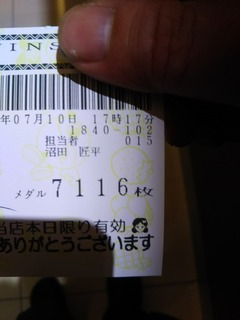 INS
年07月10日 17時17分
1840-102
担当者 015
沼田 匠平
メダル 7116枚
当店本日限り有効
ありがとうございます